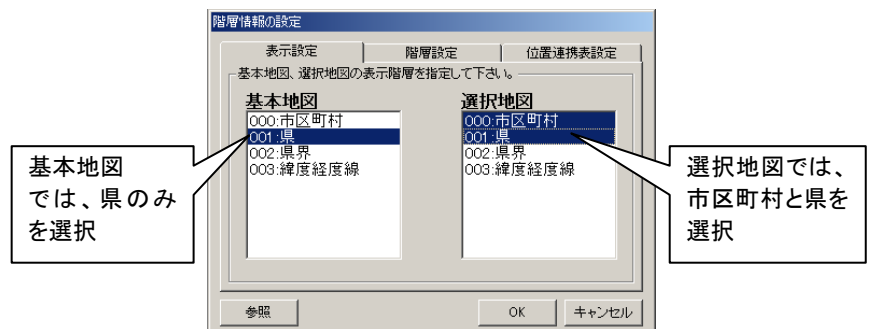 階層情報の設定
表示設定
階層設定
位置連携表設定
基本地図、選択地図の表示階層を指定して下さい。
基本地図
000:市区町村
001:県
002:県界
003:緯度経度線
選択地図
000:市区町村
001:県
002:県界
003:緯度経度線
基本地図
では、県のみ
を選択
選択地図では、
市区町村と県を
選択
参照
OK
キャンセル